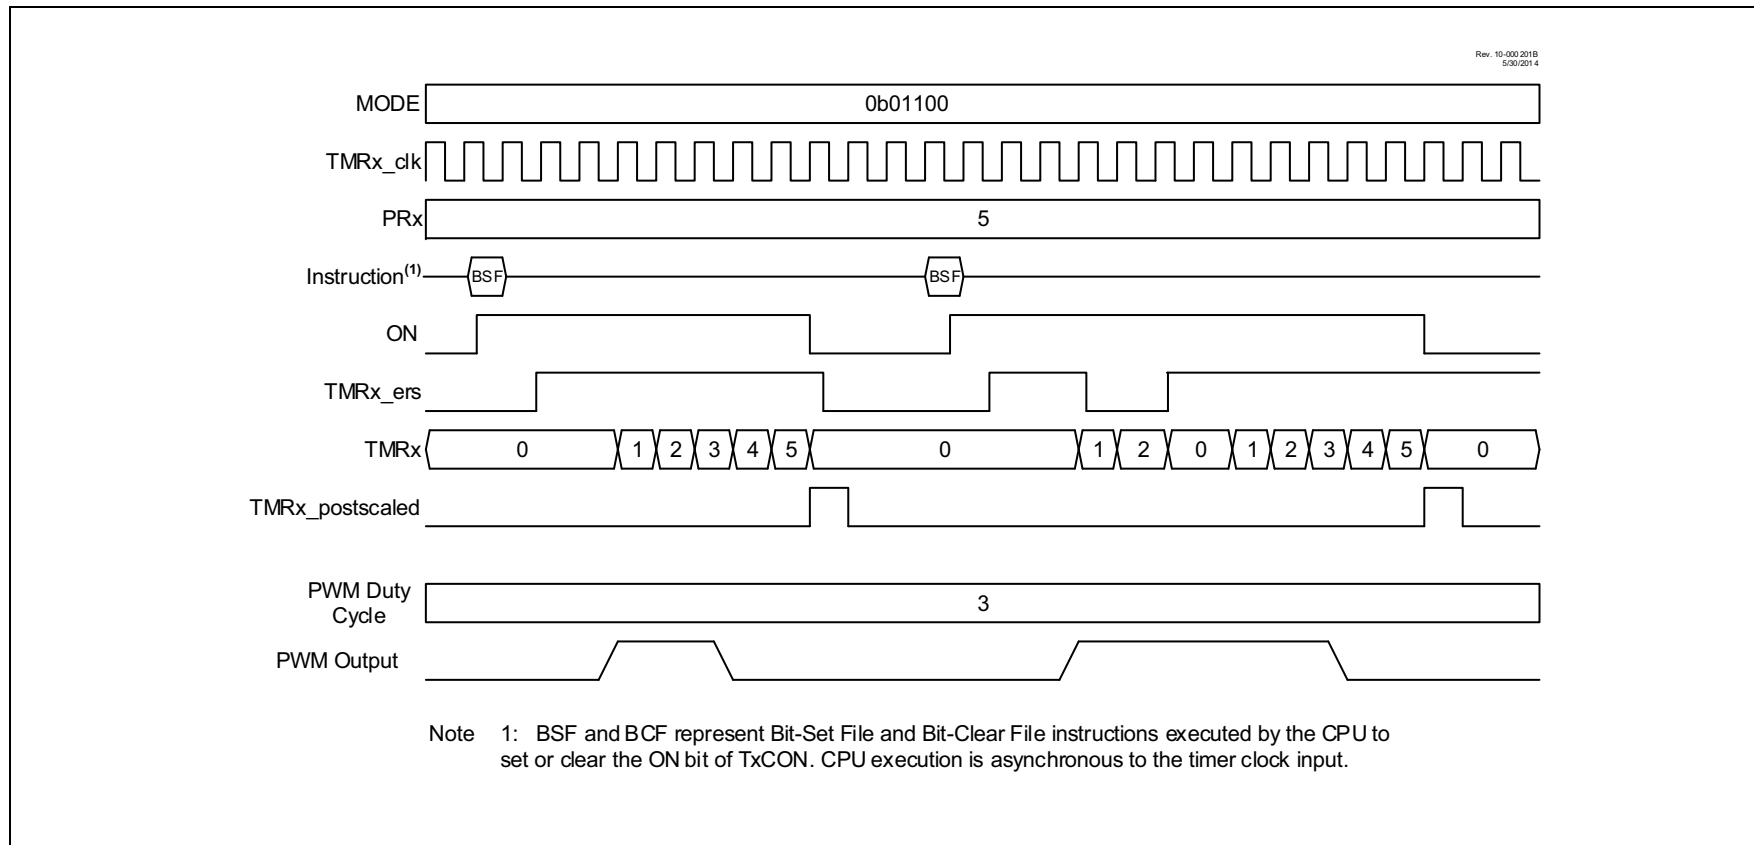 Rev. 10-000201B
5/30/2014
MODE 0b01100
TMRx_clk
PRx 5
Instruction(1) BSF BSF
ON
TMRx_ers
TMRx 0 1 2 3 4 5 0 1 2 0 1 2 3 4 5 0
TMRx_postscaled
PWM Duty
Cycle 3
PWM Output
Note 1: BSF and BCF represent Bit-Set File and Bit-Clear File instructions executed by the CPU to
set or clear the ON bit of TxCON. CPU execution is asynchronous to the timer clock input.